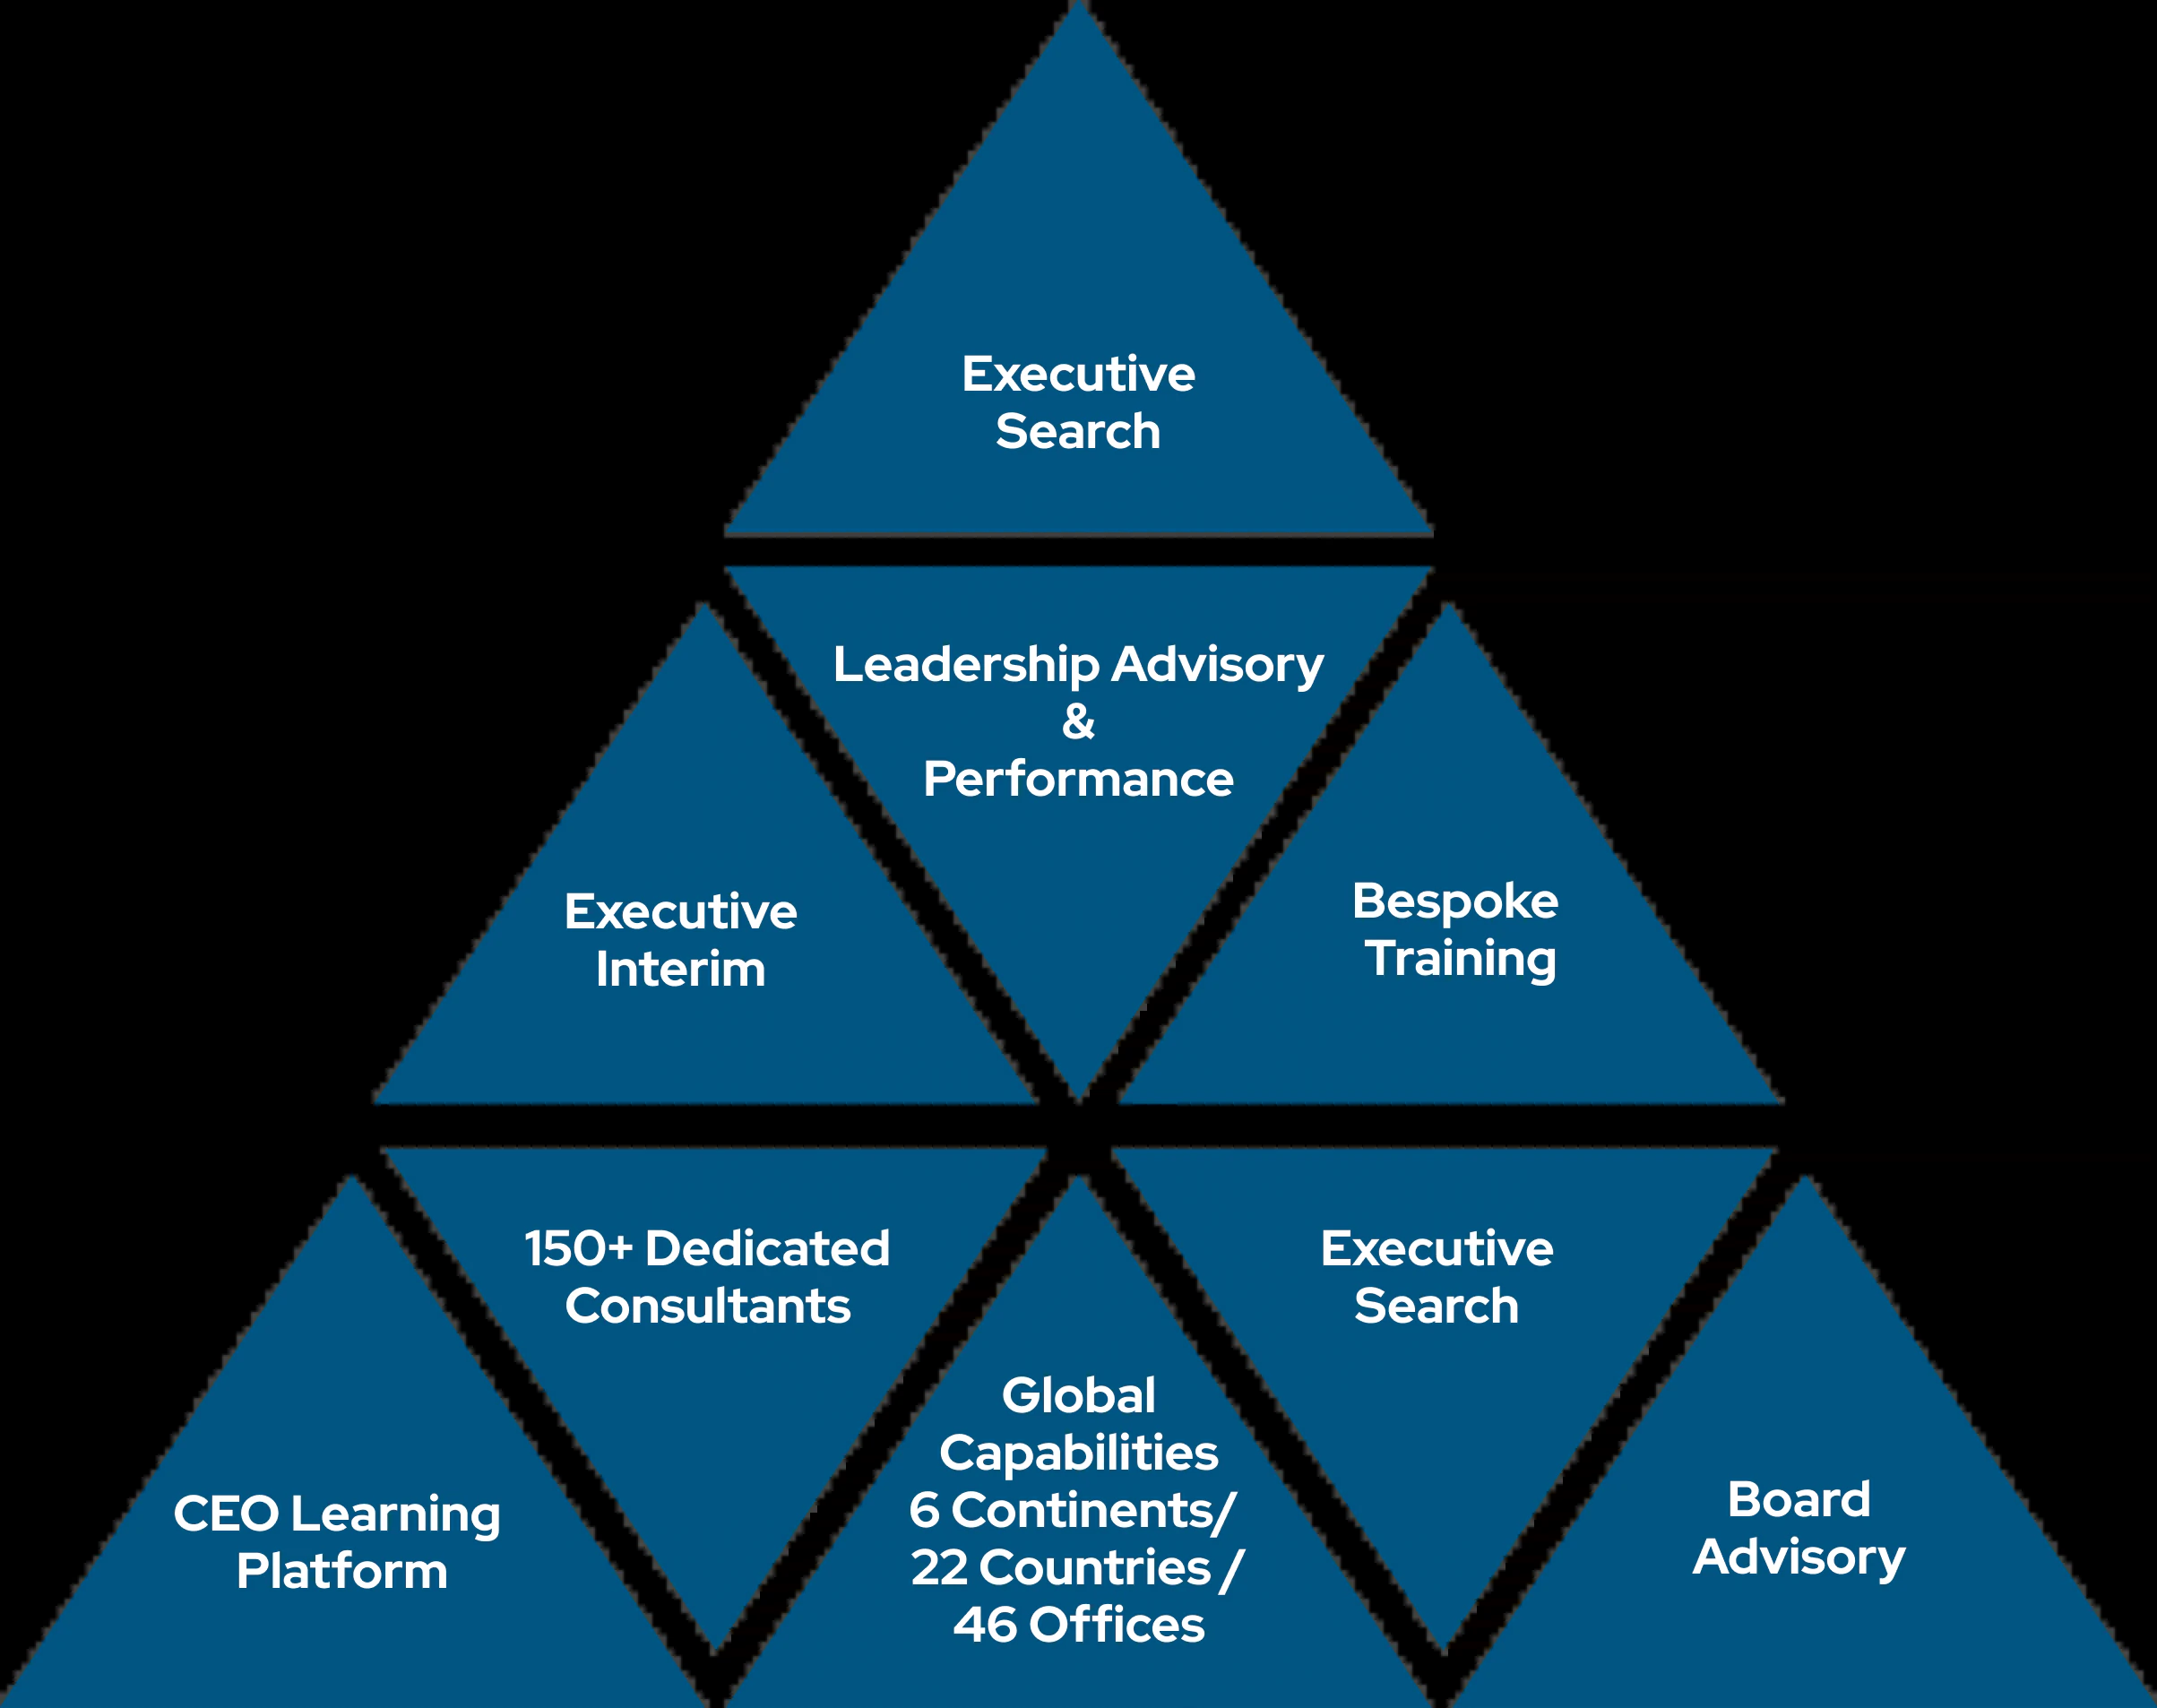 Executive
Search
Leadership Advisory
&
Performance
Executive
Interim
Bespoke
Training
150+ Dedicated
Consultants
Executive
Search
CEO Learning
Platform
Global
Capabilities
6 Continents/
22 Countries/
46 Offices
Board
Advisory